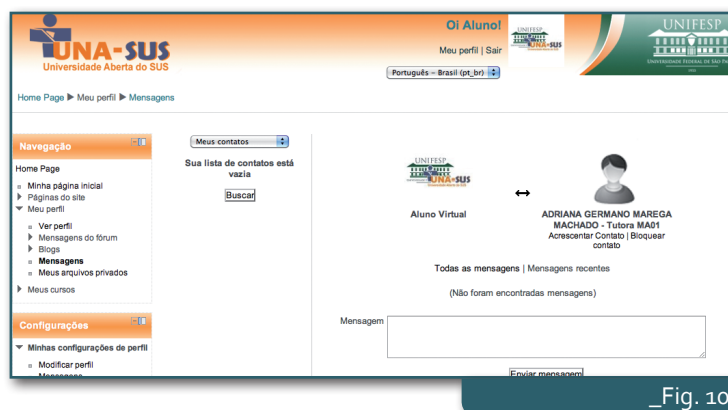 UNA-SUS
Universidade Aberta do SUS
Oi Aluno!
Meu perfil | Sair
Português - Brasil (pt_br)
UNIFESP
UNA-SUS
UNIFESP
Home Page ▶ Meu perfil ▶ Mensagens
Navegação
Home Page
Minha página inicial
Páginas do site
Meu perfil
Ver perfil
Mensagens do fórum
Blogs
Mensagens
Meus arquivos privados
Meus cursos
Configurações
Minhas configurações de perfil
Modificar perfil
Meus contatos
Sua lista de contatos está
vazia
Buscar
UNIFESP
UNA-SUS
Aluno Virtual
ADRIANA GERMANO MAREGA
MACHADO - Tutora MA01
Acrescentar Contato | Bloquear
contato
Todas as mensagens | Mensagens recentes
(Não foram encontradas mensagens)
Mensagem
Enviar mensagem
_Fig. 10